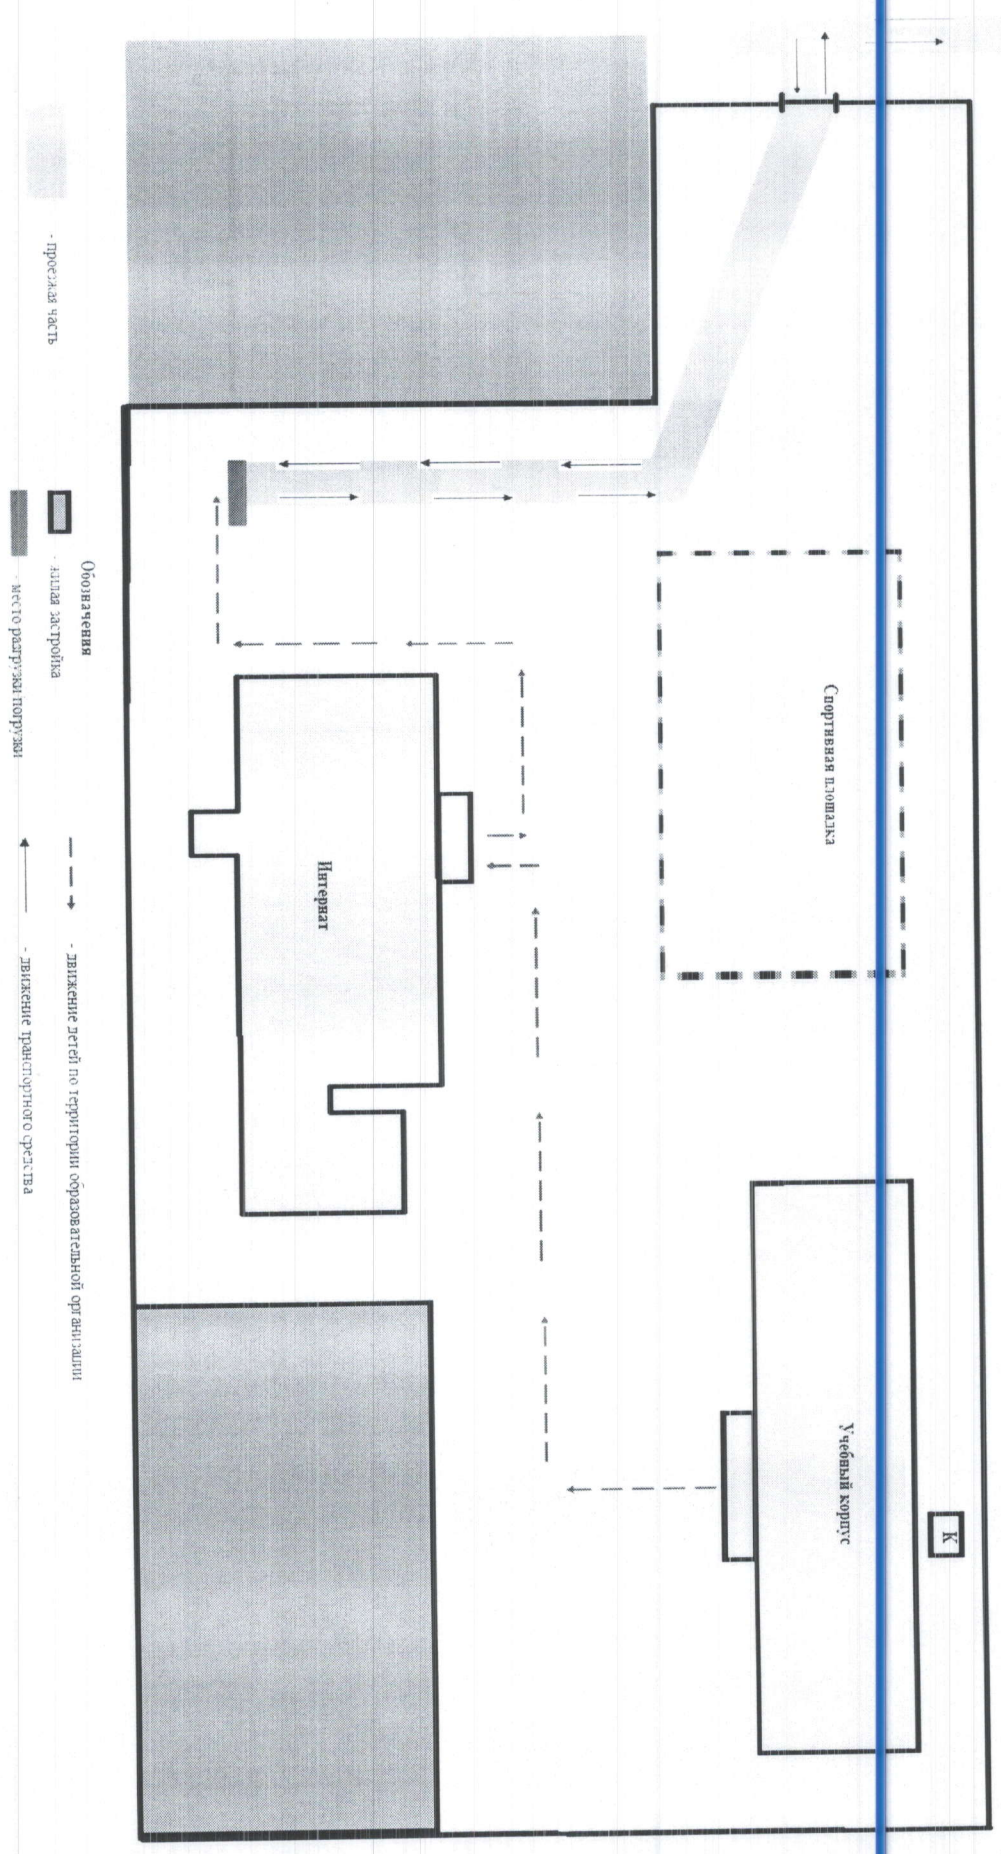 К
Учебный корпус
Спортивная площадка
Интернат
Обозначения
- проезжая часть
- жилая застройка
- движение детей по территории образовательной организации
- место разгрузки погрузки
- движение транспортного средства